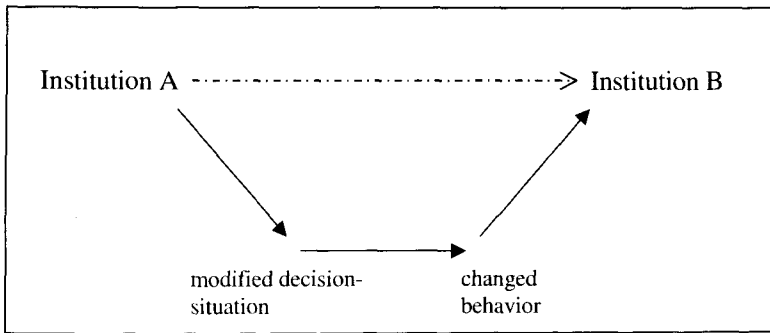 Institution A
Institution B
modified decision-
situation
changed
behavior